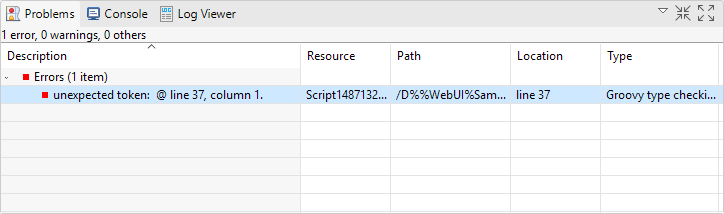 Problems Console Log Viewer
1 error, 0 warnings, 0 others
Description Resource Path Location Type
Errors (1 item)
unexpected token:  @ line 37, column 1. Script1487132... /D%%WebUI%Sam... line 37 Groovy type checki...